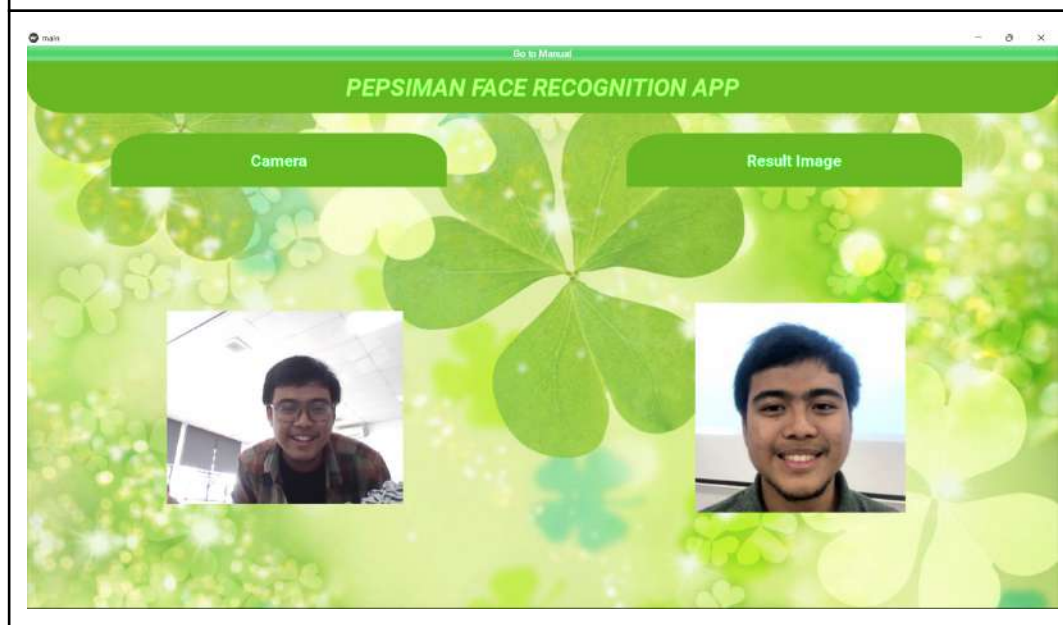 main
Go to Manual
PEPSIMAN FACE RECOGNITION APP
Camera
Result Image